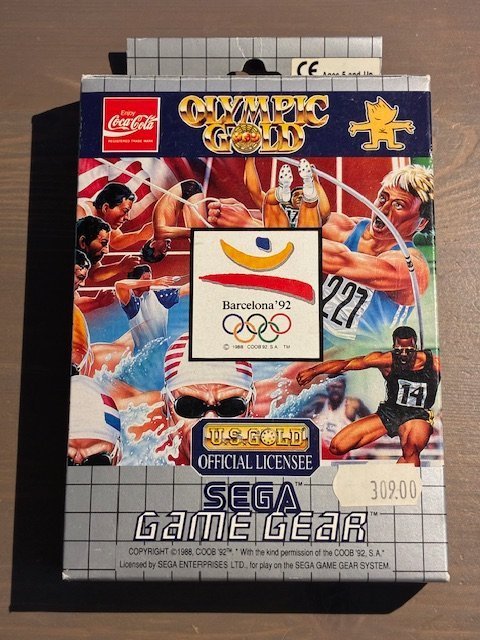 CE Ages 5 and Up
Enjoy
Coca-Cola
REGISTERED TRADE MARK
OLYMPIC
GOLD
227
Barcelona'92
© 1988 COOB'92, S.A. TM
14
U.S. GOLD
OFFICIAL LICENSEE
309.00
SEGA™
GAME GEAR™
COPYRIGHT ©1988, COOB '92™. " With the kind permission of the COOB '92, S.A."
Licensed by SEGA ENTERPRISES LTD., for play on the SEGA GAME GEAR SYSTEM.